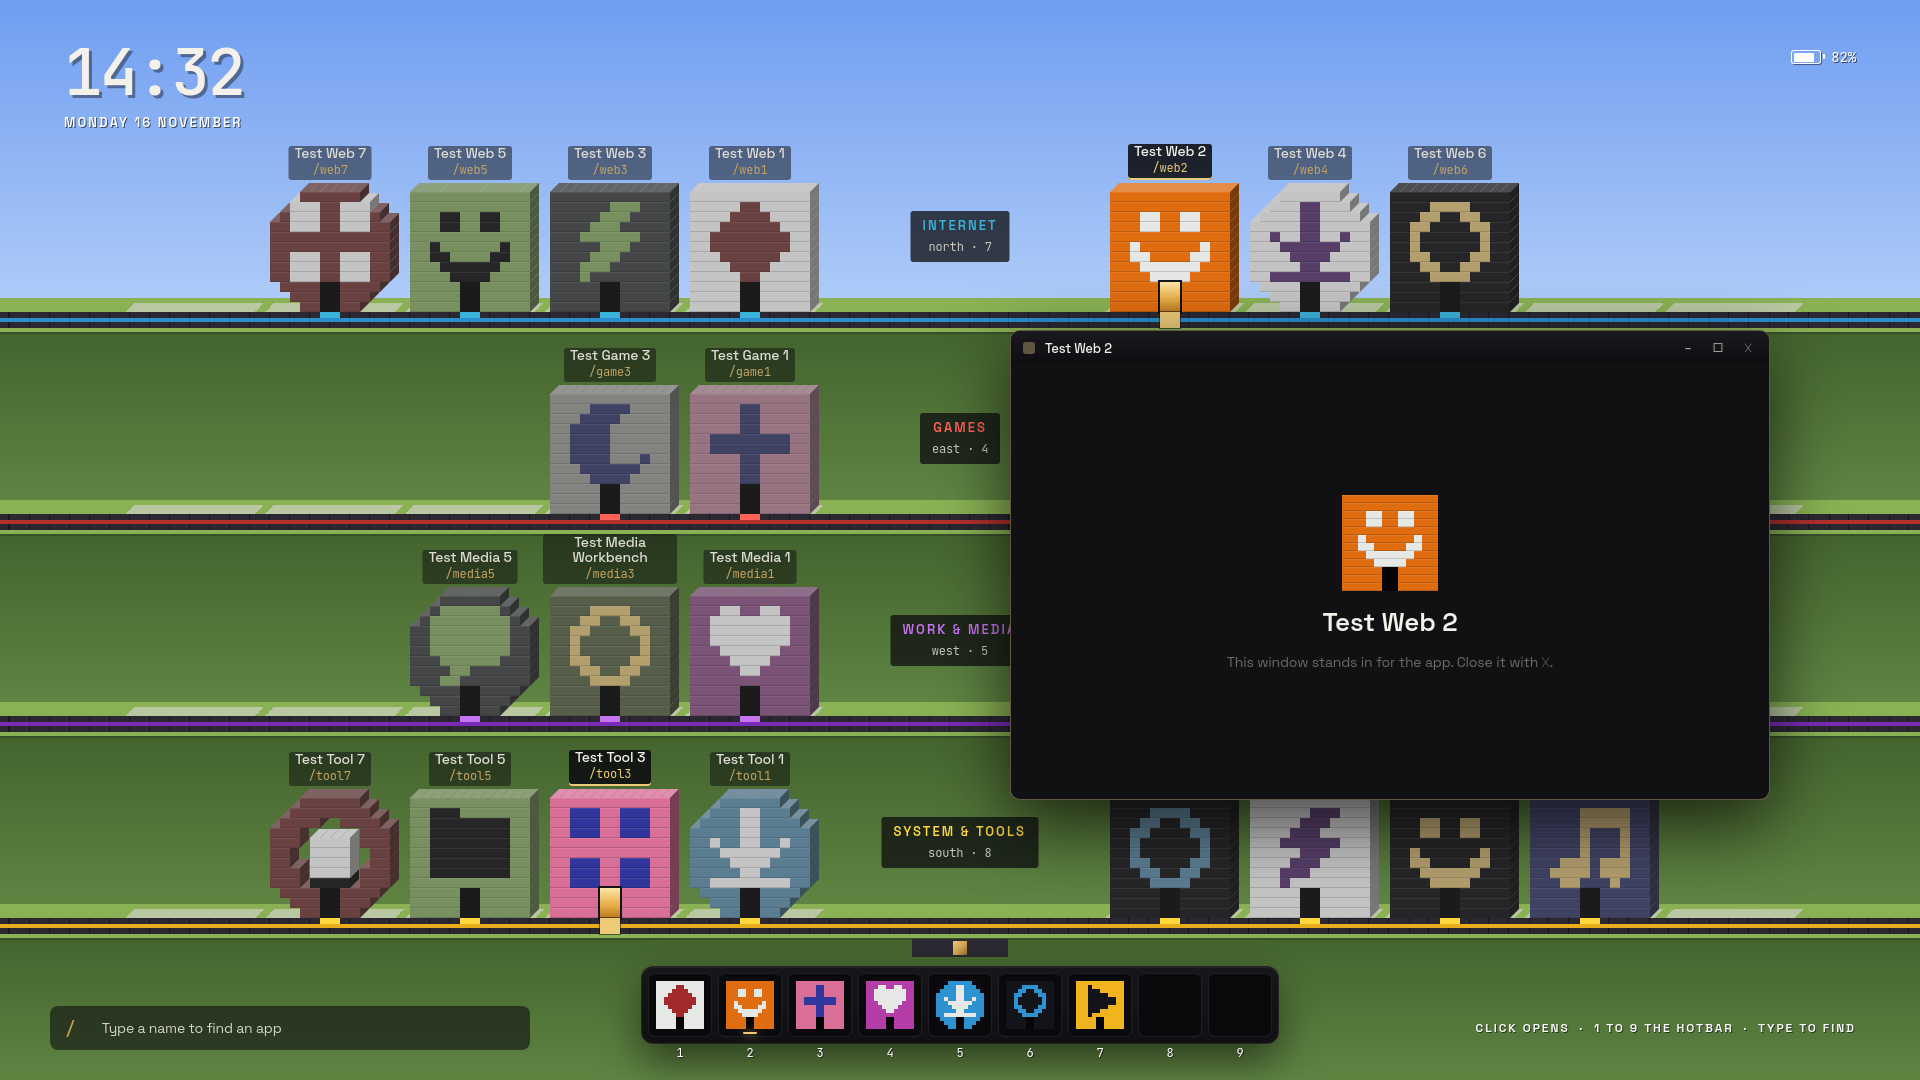 14:32
MONDAY 16 NOVEMBER
82%
Test Web 7
/web7
Test Web 5
/web5
Test Web 3
/web3
Test Web 1
/web1
INTERNET
north · 7
Test Web 2
/web2
Test Web 4
/web4
Test Web 6
/web6
Test Game 3
/game3
Test Game 1
/game1
GAMES
east · 4
Test Web 2
– □ X
Test Web 2
This window stands in for the app. Close it with X.
Test Media 5
/media5
Test Media
Workbench
/media3
Test Media 1
/media1
WORK & MEDIA
west · 5
Test Tool 7
/tool7
Test Tool 5
/tool5
Test Tool 3
/tool3
Test Tool 1
/tool1
SYSTEM & TOOLS
south · 8
/ Type a name to find an app
1 2 3 4 5 6 7 8 9
CLICK OPENS · 1 TO 9 THE HOTBAR · TYPE TO FIND